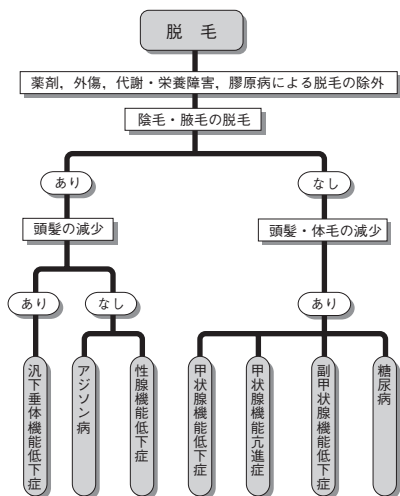 脱　毛
薬剤，外傷，代謝・栄養障害，膠原病による脱毛の除外
陰毛・腋毛の脱毛
あり
なし
頭髪の減少
頭髪・体毛の減少
あり
なし
あり
汎下垂体機能低下症
アジソン病
性腺機能低下症
甲状腺機能低下症
甲状腺機能亢進症
副甲状腺機能低下症
糖尿病